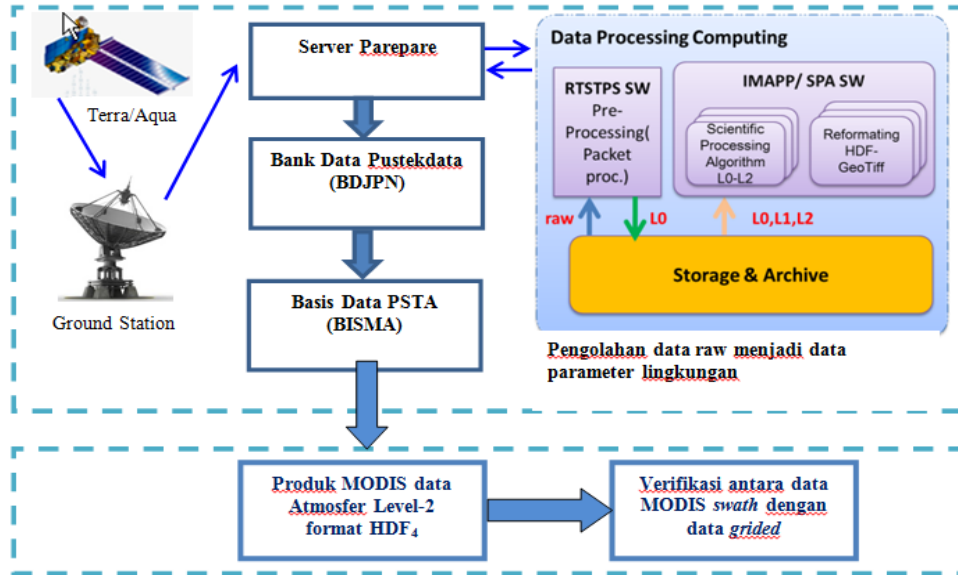 Terra/Aqua
Ground Station
Server Parepare
Bank Data Pustekdata
(BDJPN)
Basis Data PSTA
(BISMA)
Data Processing Computing
RTSTPS SW
Pre-
Processing(
Packet
proc.)
IMAPP/ SPA SW
Scientific
Processing
Algorithm
L0-L2
Reformating
HDF-
GeoTiff
raw
L0
L0,L1,L2
Storage & Archive
Pengolahan data raw menjadi data
parameter lingkungan
Produk MODIS data
Atmosfer Level-2
format HDF4
Verifikasi antara data
MODIS swath dengan
data grided